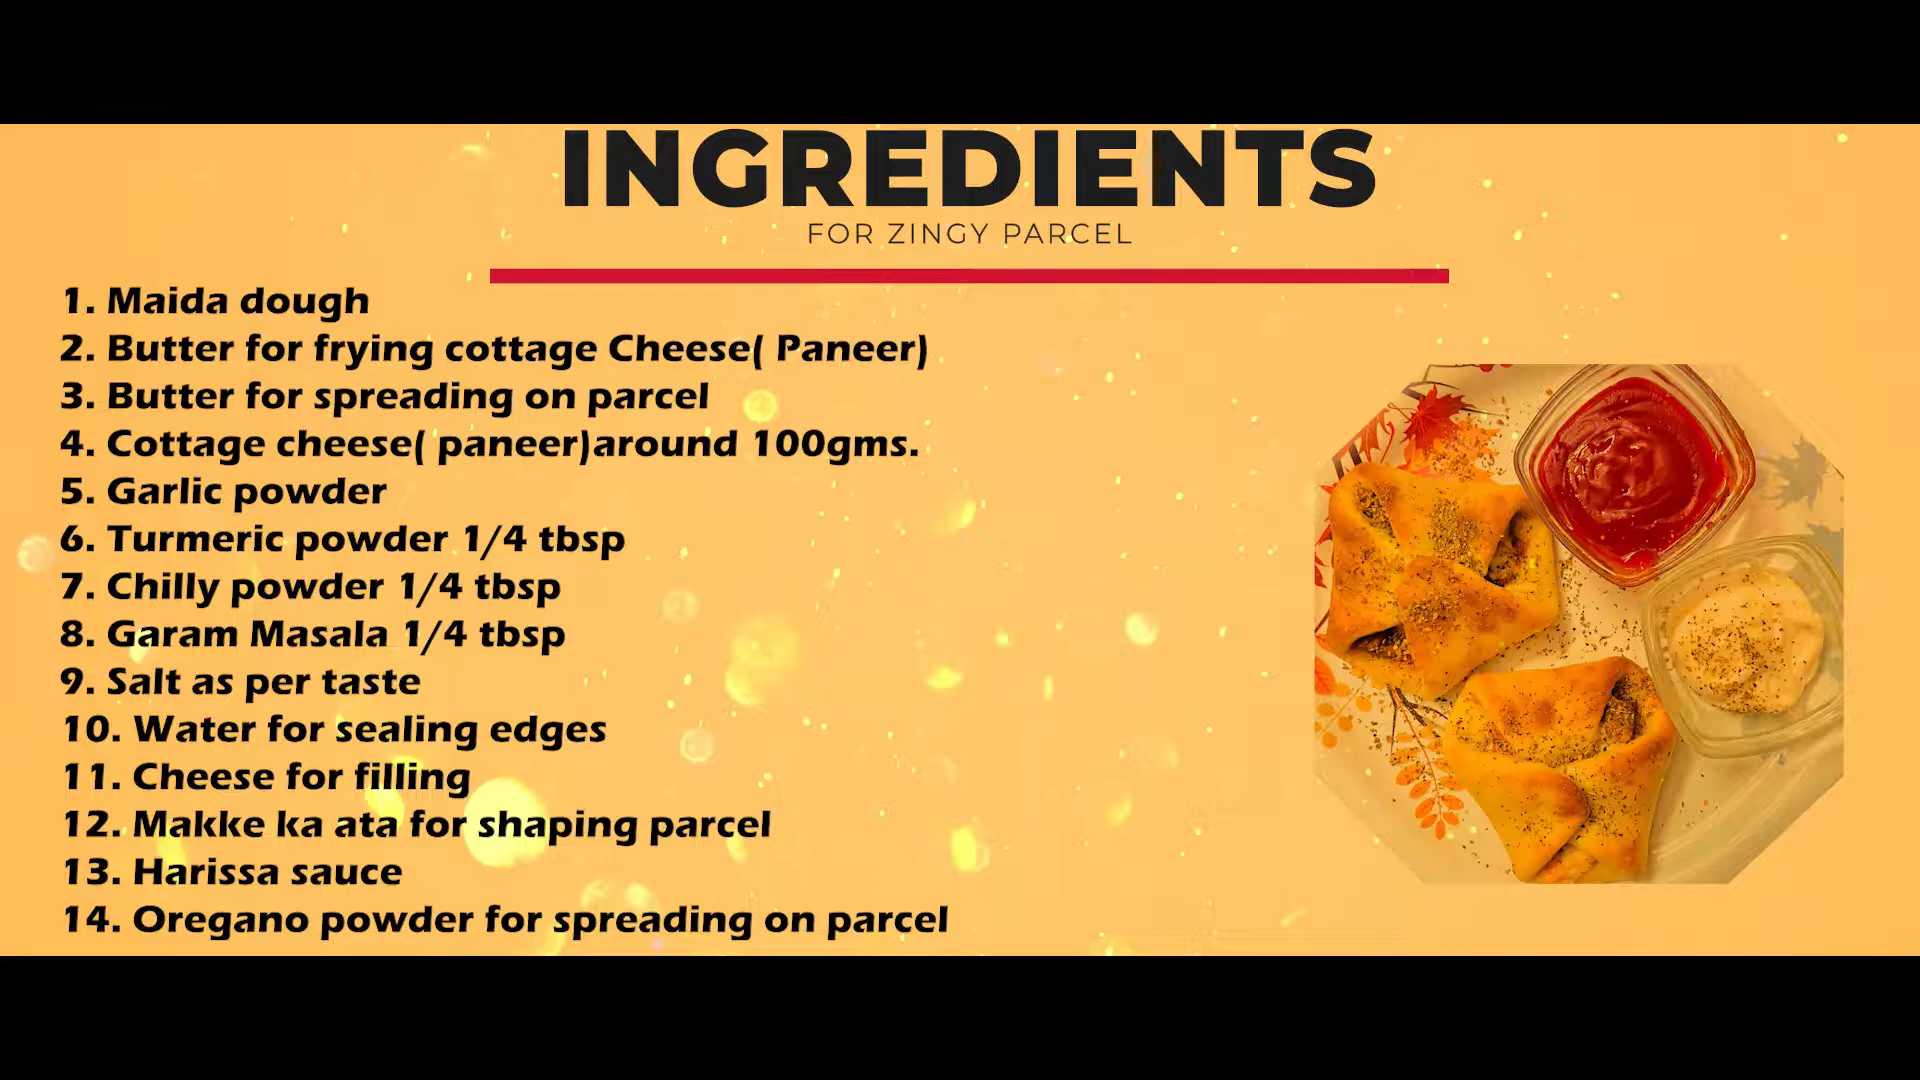 INGREDIENTS
FOR ZINGY PARCEL
1. Maida dough
2. Butter for frying cottage Cheese( Paneer)
3. Butter for spreading on parcel
4. Cottage cheese( paneer)around 100gms.
5. Garlic powder
6. Turmeric powder 1/4 tbsp
7. Chilly powder 1/4 tbsp
8. Garam Masala 1/4 tbsp
9. Salt as per taste
10. Water for sealing edges
11. Cheese for filling
12. Makke ka ata for shaping parcel
13. Harissa sauce
14. Oregano powder for spreading on parcel